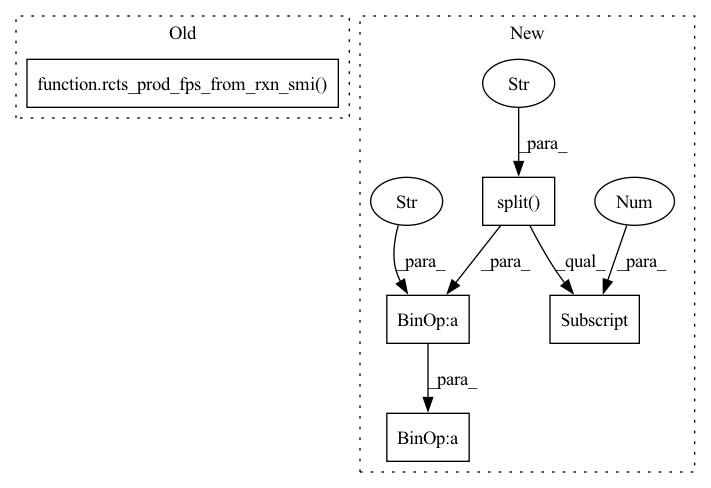 Old
New
function.rcts_prod_fps_from_rxn_smi()
Str
_para_
Str
split()
Num
_para_
_para_
_qual_
_para_
BinOp:a
Subscript
_para_
BinOp:a